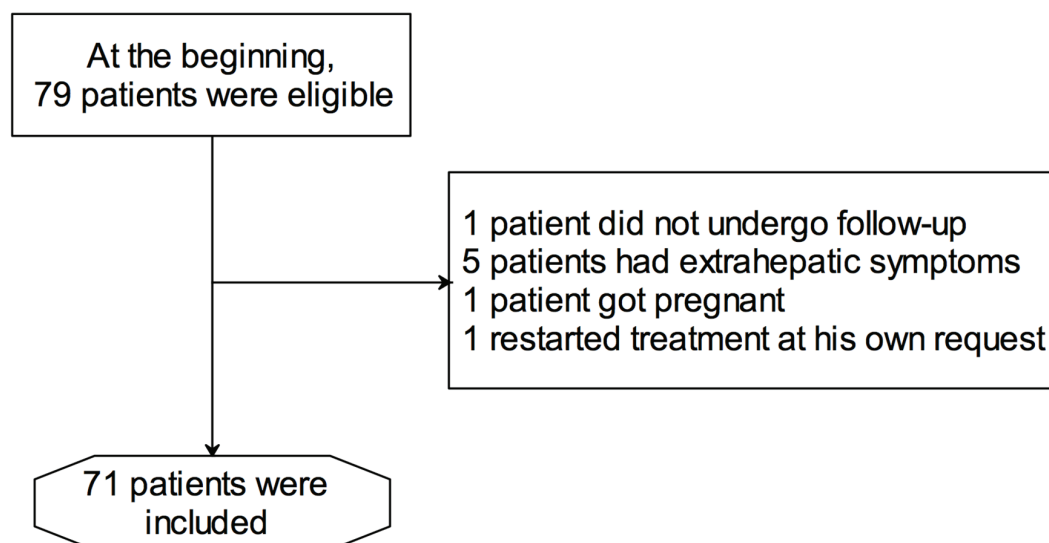 At the beginning,
79 patients were eligible
1 patient did not undergo follow-up
5 patients had extrahepatic symptoms
1 patient got pregnant
1 restarted treatment at his own request
71 patients were
included